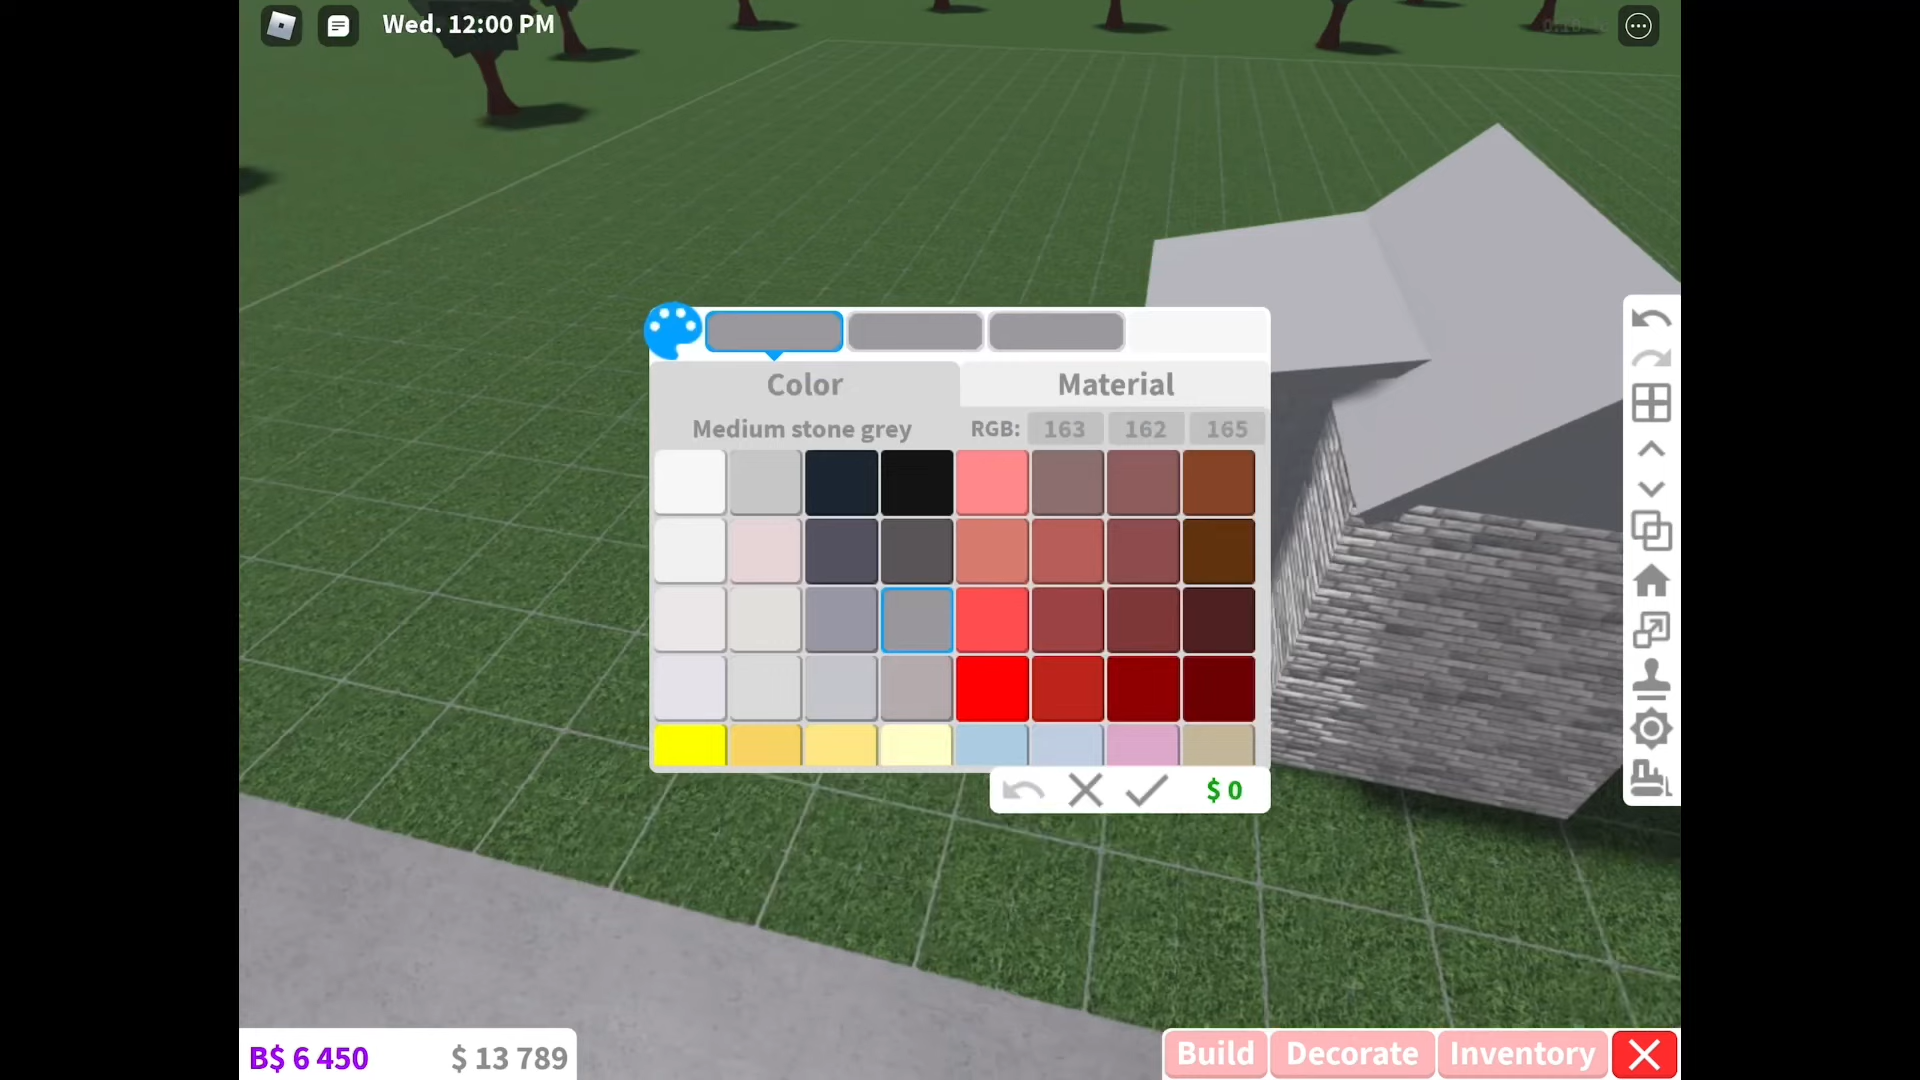 Wed. 12:00 PM
Color
Material
Medium stone grey
RGB: 163 162 165
$ 0
B$ 6 450
$ 13 789
Build
Decorate
Inventory